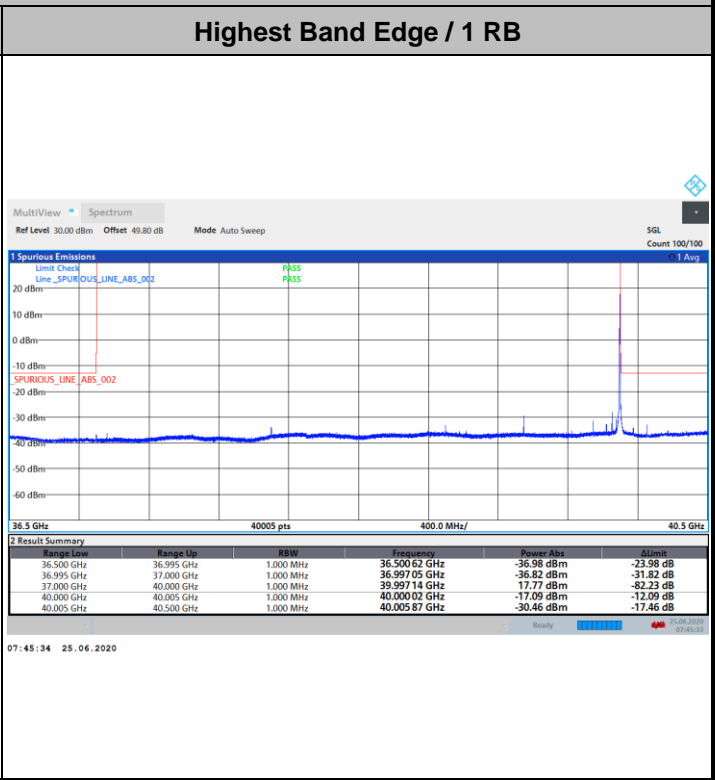 Highest Band Edge / 1 RB
MultiView Spectrum
Ref Level 30.00 dBm Offset 49.80 dB Mode Auto Sweep SGL
Count 100/100
1 Spurious Emissions 1 Avg
Limit Check PASS
Line _SPURIOUS_LINE_ABS_002 PASS
20 dBm
10 dBm
0 dBm
-10 dBm
_SPURIOUS_LINE_ABS_002
-20 dBm
-30 dBm
-40 dBm
-50 dBm
-60 dBm
36.5 GHz 40005 pts 400.0 MHz/ 40.5 GHz
2 Result Summary
Range Low Range Up RBW Frequency Power Abs ΔLimit
36.500 GHz 36.995 GHz 1.000 MHz 36.500 62 GHz -36.98 dBm -23.98 dB
36.995 GHz 37.000 GHz 1.000 MHz 36.997 05 GHz -36.82 dBm -31.82 dB
37.000 GHz 40.000 GHz 1.000 MHz 39.997 14 GHz 17.77 dBm -82.23 dB
40.000 GHz 40.005 GHz 1.000 MHz 40.000 02 GHz -17.09 dBm -12.09 dB
40.005 GHz 40.500 GHz 1.000 MHz 40.005 87 GHz -30.46 dBm -17.46 dB
Ready 25.06.2020
07:45:33
07:45:34 25.06.2020